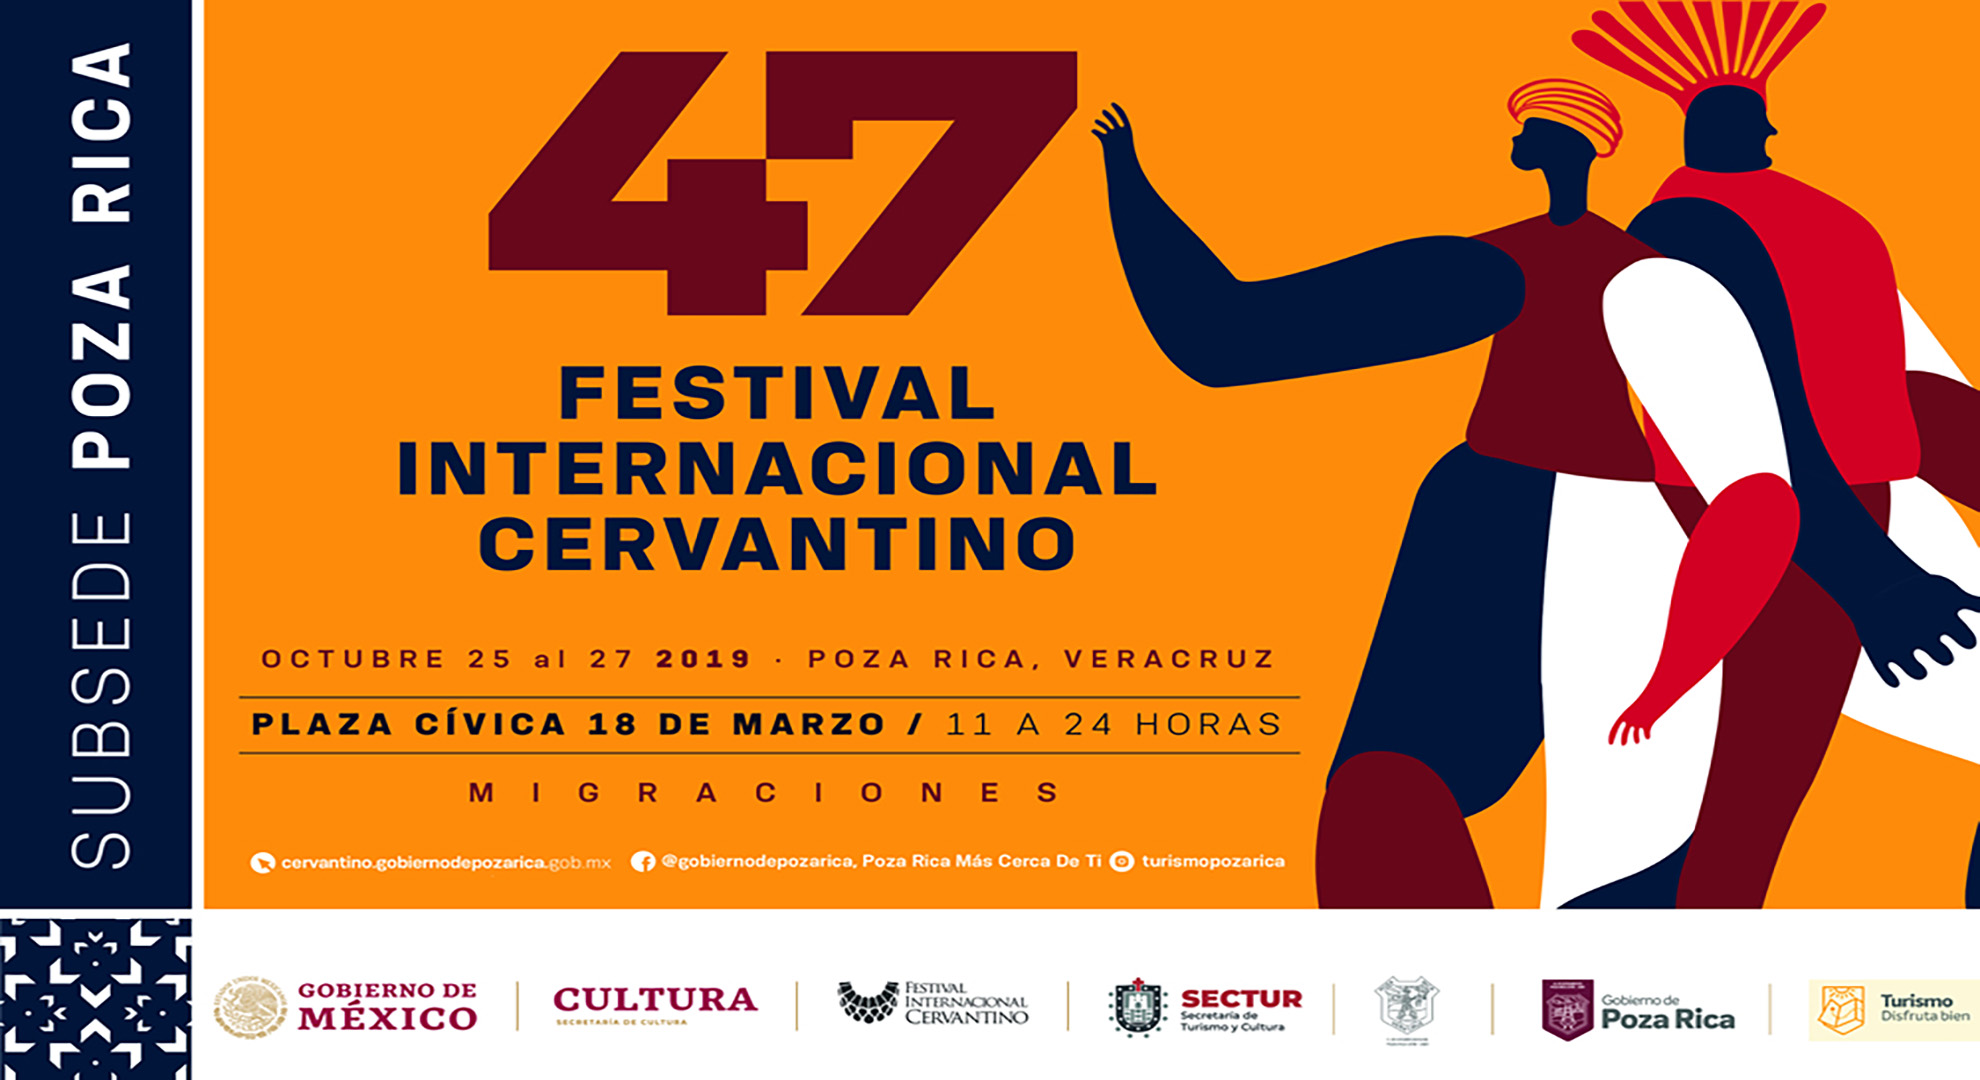 SUBSEDE POZA RICA
47
FESTIVAL
INTERNACIONAL
CERVANTINO
OCTUBRE 25 al 27 2019 · POZA RICA, VERACRUZ
PLAZA CÍVICA 18 DE MARZO / 11 A 24 HORAS
MIGRACIONES
cervantino.gobiernodepozarica.gob.mx @gobiernodepozarica, Poza Rica Más Cerca De Ti turismopozarica
GOBIERNO DE
MÉXICO
CULTURA
SECRETARÍA DE CULTURA
FESTIVAL
INTERNACIONAL
CERVANTINO
SECTUR
Secretaría de
Turismo y Cultura
Gobierno de
Poza Rica
Turismo
Disfruta bien